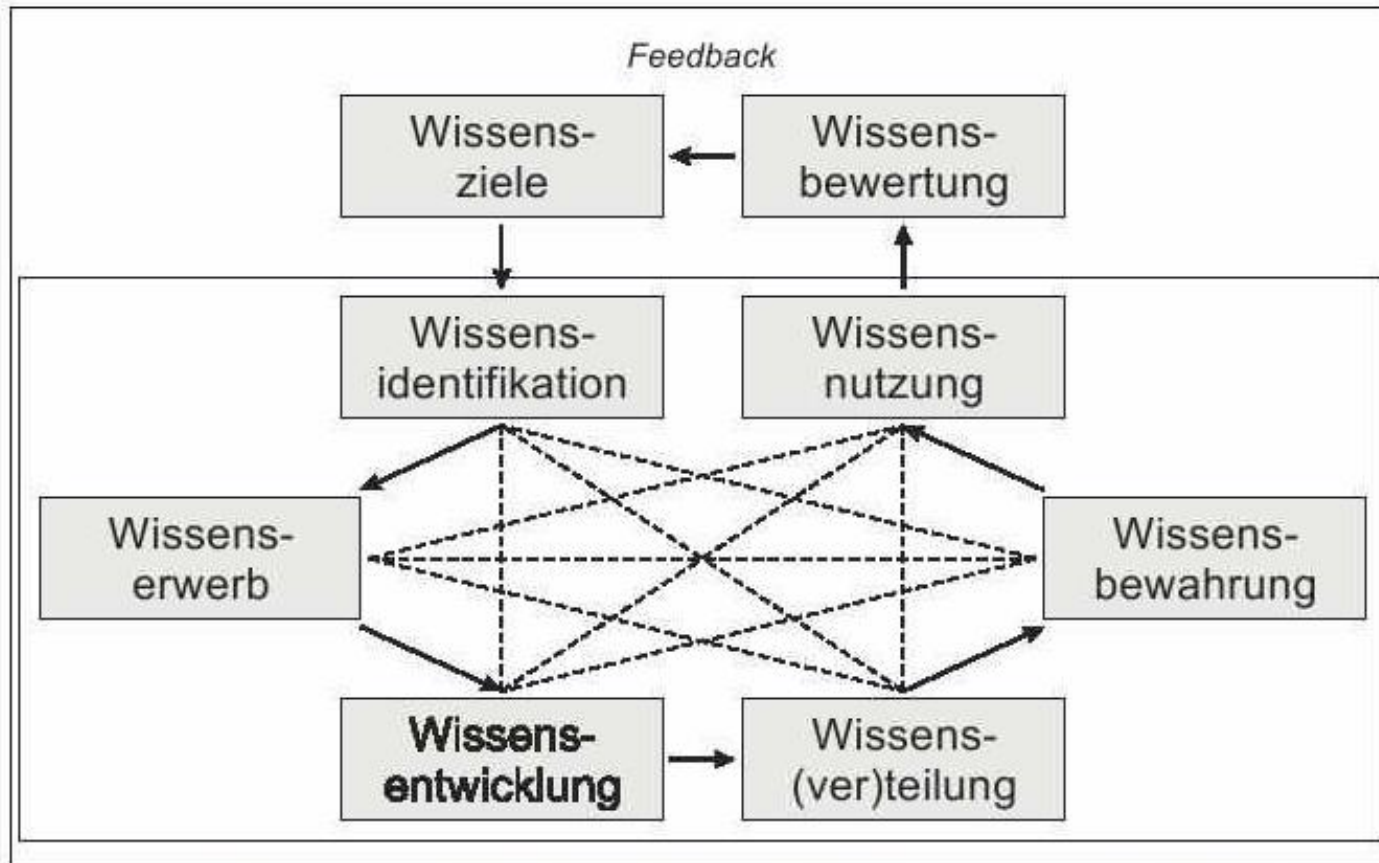 Feedback
Wissens-
ziele
Wissens-
bewertung
Wissens-
identifikation
Wissens-
nutzung
Wissens-
erwerb
Wissens-
bewahrung
Wissens-
entwicklung
Wissens-
(ver)teilung